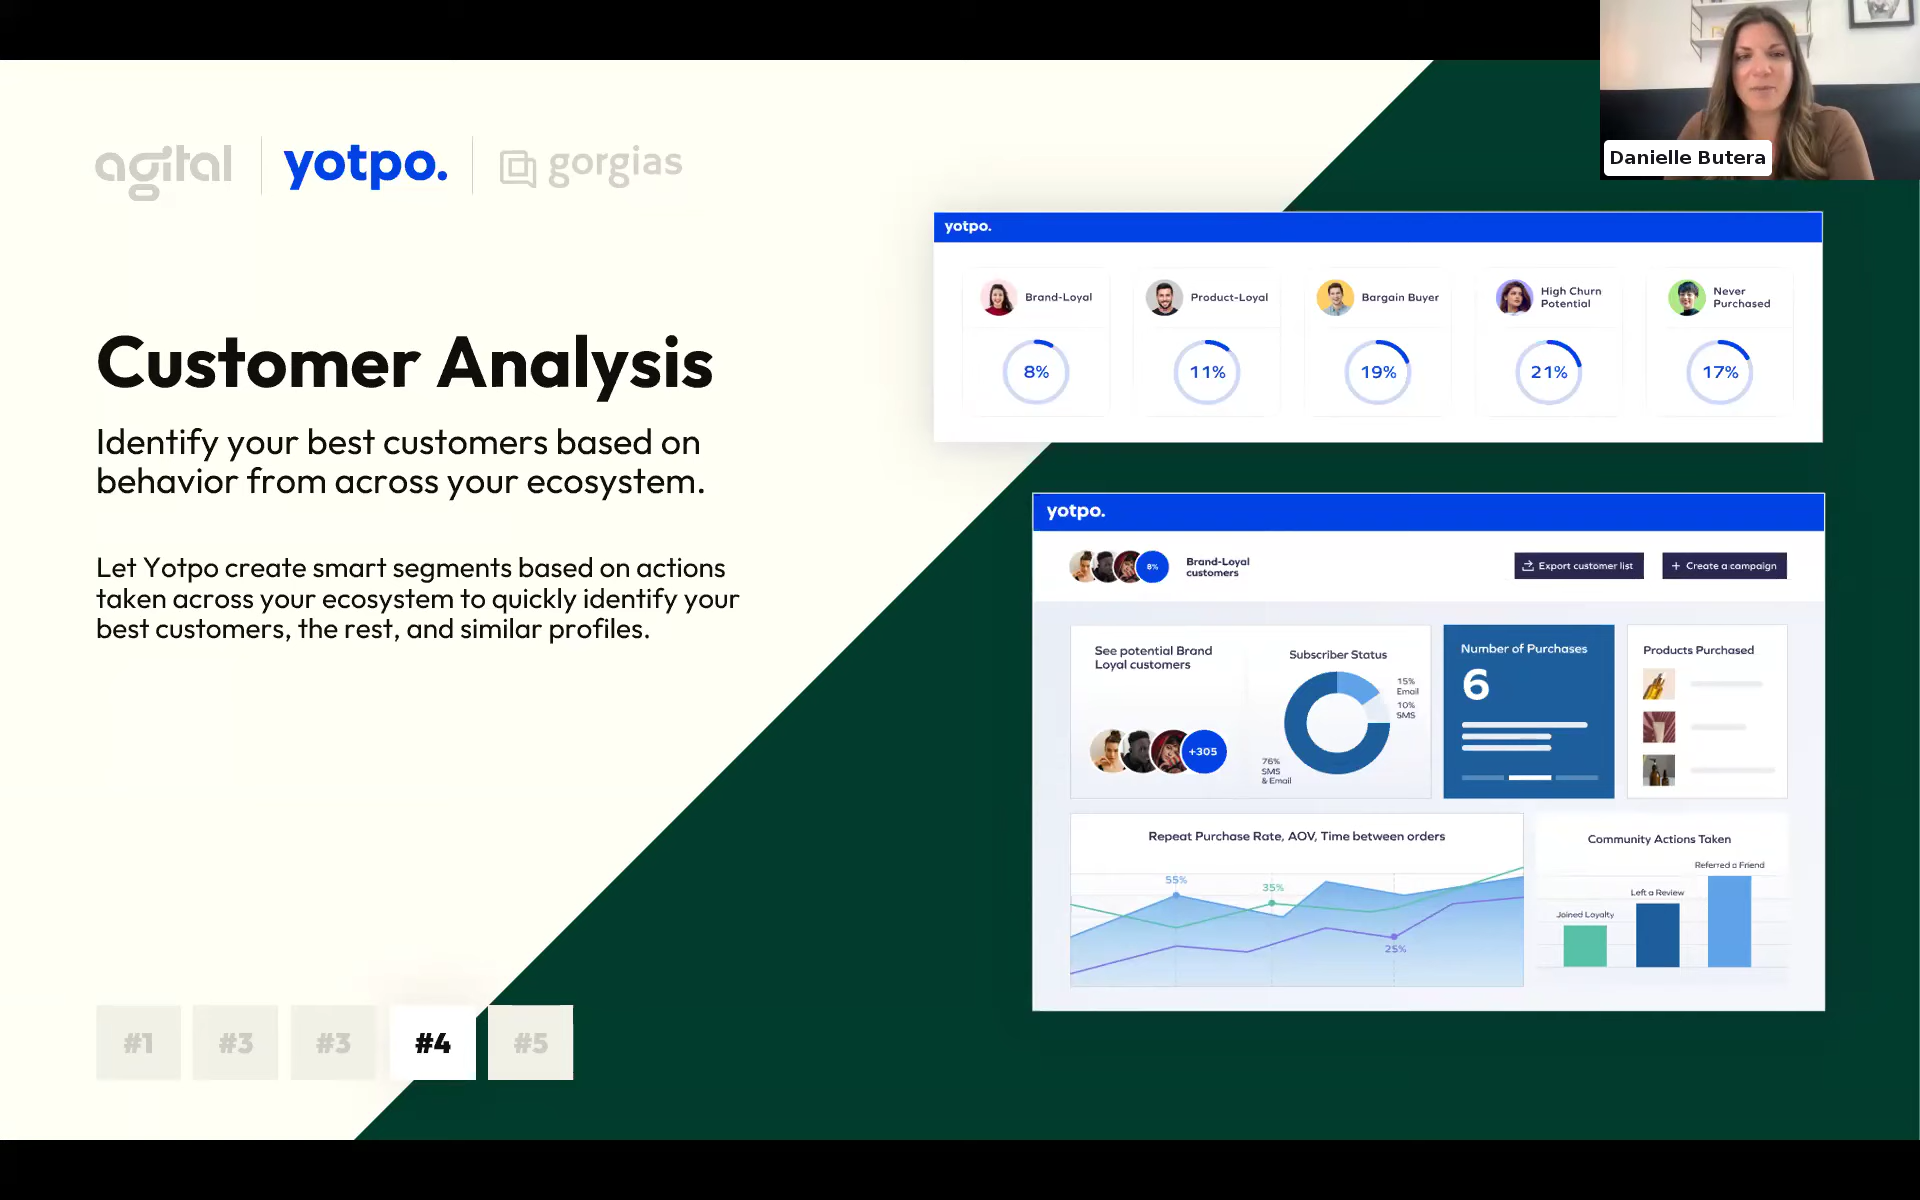 Danielle Butera
agital
yotpo.
gorgias
Customer Analysis
Identify your best customers based on
behavior from across your ecosystem.
Let Yotpo create smart segments based on actions
taken across your ecosystem to quickly identify your
best customers, the rest, and similar profiles.
#1
#3
#3
#4
#5
yotpo.
Brand-Loyal
8%
Product-Loyal
11%
Bargain Buyer
19%
High Churn
Potential
21%
Never
Purchased
17%
yotpo.
8%
Brand-Loyal
customers
Export customer list
+ Create a campaign
See potential Brand
Loyal customers
+305
Subscriber Status
15%
Email
10%
SMS
76%
SMS
& Email
Number of Purchases
6
Products Purchased
Repeat Purchase Rate, AOV, Time between orders
55%
35%
25%
Community Actions Taken
Joined Loyalty
Left a Review
Referred a Friend